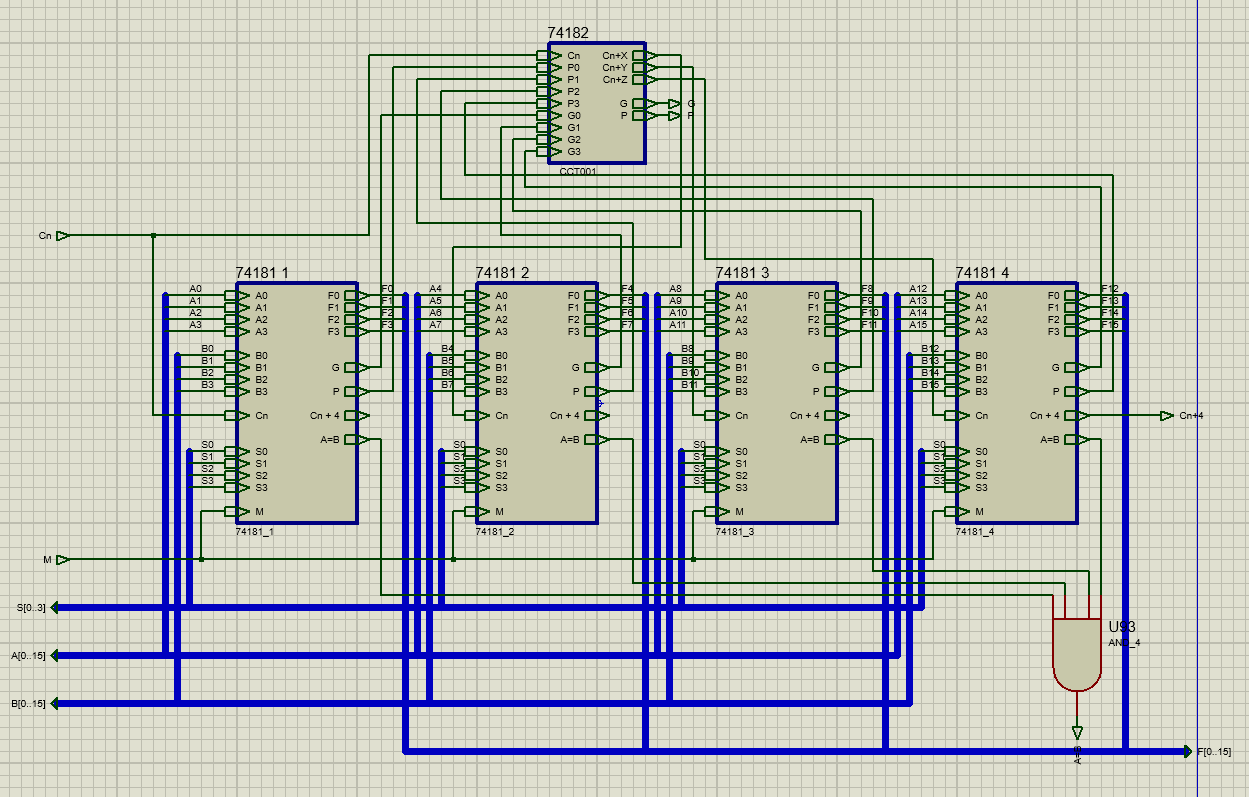 74182
Cn Cn+X
P0 Cn+Y
P1 Cn+Z
P2
P3 G G
G0 P P
G1
G2
G3
CCT001
Cn
74181 1 74181 2 74181 3 74181 4
A0 A0 F0 F0 A4 A0 F0 F4 A8 A0 F0 F8 A12 A0 F0 F12
A1 A1 F1 F1 A5 A1 F1 F5 A9 A1 F1 F9 A13 A1 F1 F13
A2 A2 F2 F2 A6 A2 F2 F6 A10 A2 F2 F10 A14 A2 F2 F14
A3 A3 F3 F3 A7 A3 F3 F7 A11 A3 F3 F11 A15 A3 F3 F15
B0 B0 B4 B0 B8 B0 B12 B0
B1 B1 G B5 B1 G B9 B1 G B13 B1 G
B2 B2 B6 B2 B10 B2 B14 B2
B3 B3 P B7 B3 P B11 B3 P B15 B3 P
Cn Cn + 4 Cn Cn + 4 Cn Cn + 4 Cn Cn + 4 Cn+4
A=B A=B A=B A=B
S0 S0 S0 S0 S0 S0 S0 S0
S1 S1 S1 S1 S1 S1 S1 S1
S2 S2 S2 S2 S2 S2 S2 S2
S3 S3 S3 S3 S3 S3 S3 S3
M M M M
74181_1 74181_2 74181_3 74181_4
M
S[0..3]
U93
AND_4
A[0..15]
B[0..15]
A=B
F[0..15]